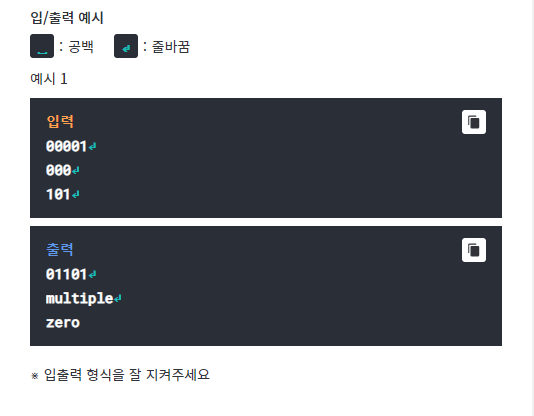 입/출력 예시
⎵ : 공백 ↵ : 줄바꿈
예시 1
입력
00001↵
000↵
101↵
출력
01101↵
multiple↵
zero
※ 입출력 형식을 잘 지켜주세요